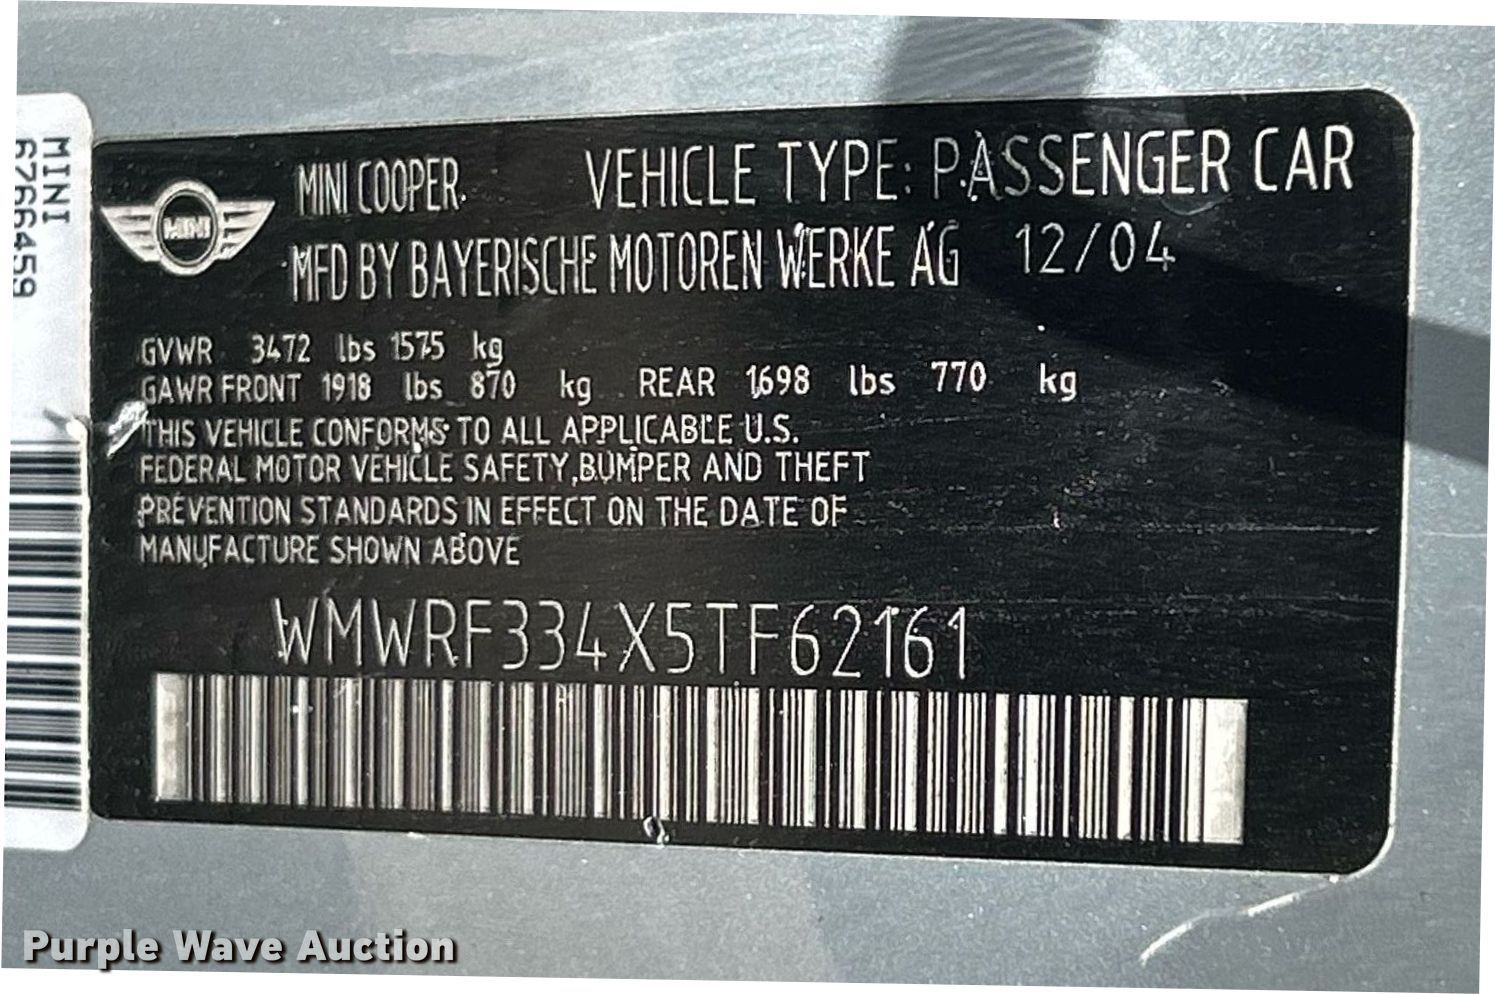 MINI
6766459
MINI
MINI COOPER
VEHICLE TYPE: PASSENGER CAR
MFD BY BAYERISCHE MOTOREN WERKE AG 12/04
GVWR 3472 lbs 1575 kg
GAWR FRONT 1918 lbs 870 kg REAR 1698 lbs 770 kg
THIS VEHICLE CONFORMS TO ALL APPLICABLE U.S.
FEDERAL MOTOR VEHICLE SAFETY,BUMPER AND THEFT
PREVENTION STANDARDS IN EFFECT ON THE DATE OF
MANUFACTURE SHOWN ABOVE
WMWRF334X5TF62161
Purple Wave Auction